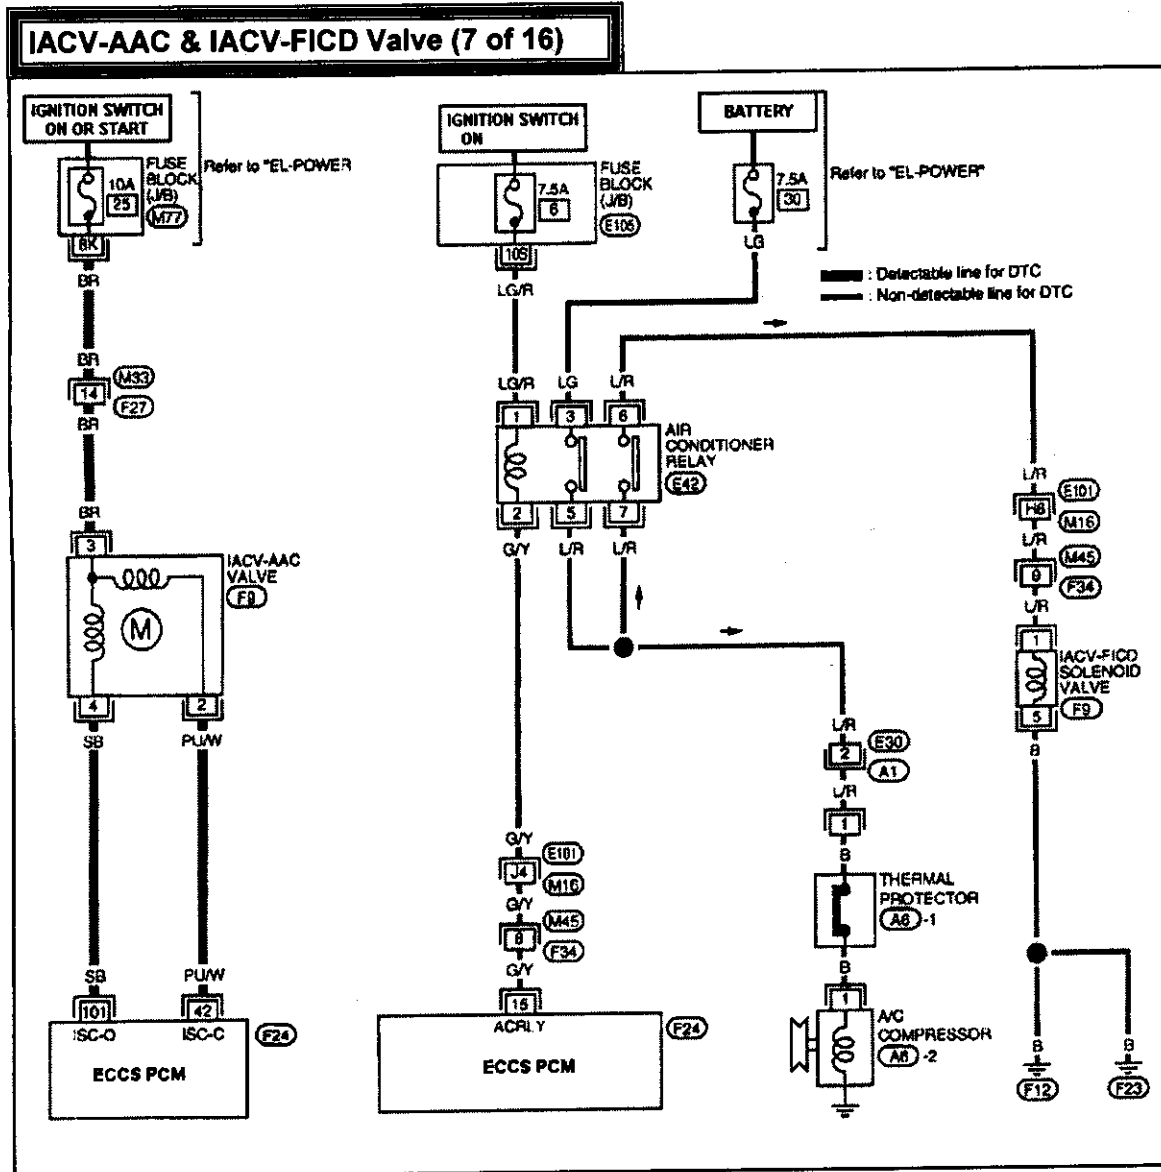 IACV-AAC & IACV-FICD Valve (7 of 16)
IGNITION SWITCH
ON OR START
FUSE
BLOCK
(J/B)
M77
10A
25
8K
BR
Refer to "EL-POWER
IGNITION SWITCH
ON
FUSE
BLOCK
(J/B)
E105
7.5A
6
10S
LG/R
BATTERY
7.5A
30
LG
Refer to "EL-POWER"
: Detectable line for DTC
: Non-detectable line for DTC
BR
14
M33
F27
BR
BR
3
IACV-AAC
VALVE
F9
M
4
2
SB
PU/W
SB
PU/W
101
42
ISC-O
ISC-C
F24
ECCS PCM
LG/R
LG
L/R
1
3
6
AIR
CONDITIONER
RELAY
E42
2
5
7
G/Y
L/R
L/R
G/Y
J4
E101
M16
G/Y
8
M45
F34
G/Y
15
ACRLY
F24
ECCS PCM
L/R
2
E30
A1
L/R
1
B
THERMAL
PROTECTOR
A6 -1
B
1
A/C
COMPRESSOR
A6 -2
L/R
H6
E101
M16
L/R
9
M45
F34
L/R
1
IACV-FICD
SOLENOID
VALVE
F9
5
B
B
B
F12
F23